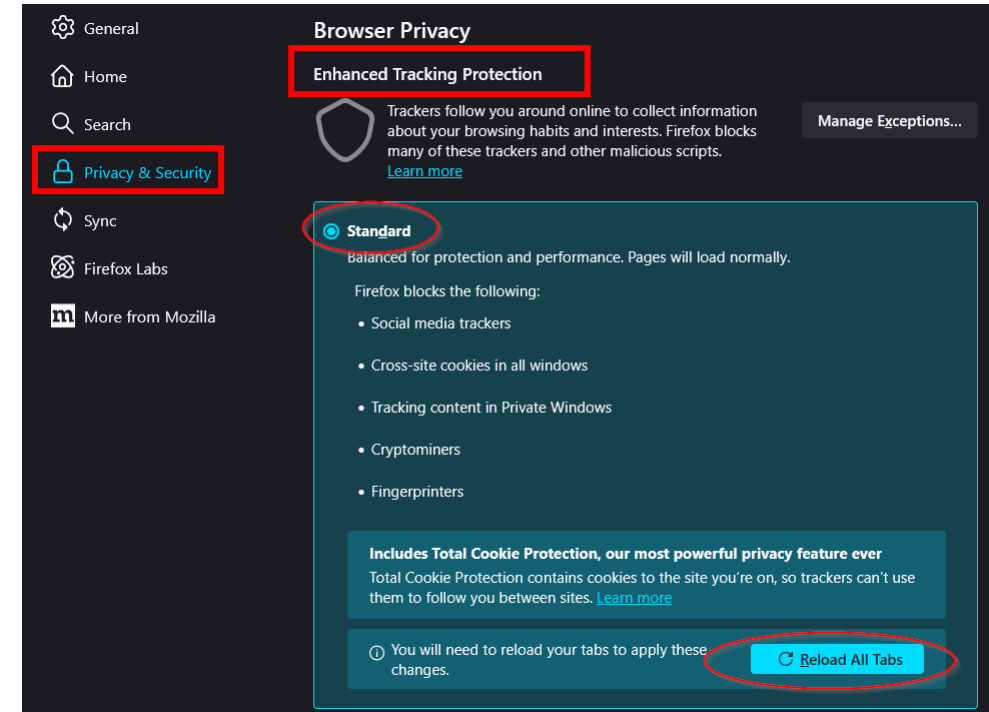 General
Home
Search
Privacy & Security
Sync
Firefox Labs
m More from Mozilla
Browser Privacy
Enhanced Tracking Protection
Trackers follow you around online to collect information
about your browsing habits and interests. Firefox blocks
many of these trackers and other malicious scripts.
Learn more
Manage Exceptions...
Standard
Balanced for protection and performance. Pages will load normally.
Firefox blocks the following:
• Social media trackers
• Cross-site cookies in all windows
• Tracking content in Private Windows
• Cryptominers
• Fingerprinters
Includes Total Cookie Protection, our most powerful privacy feature ever
Total Cookie Protection contains cookies to the site you're on, so trackers can't use
them to follow you between sites. Learn more
You will need to reload your tabs to apply these
changes.
Reload All Tabs